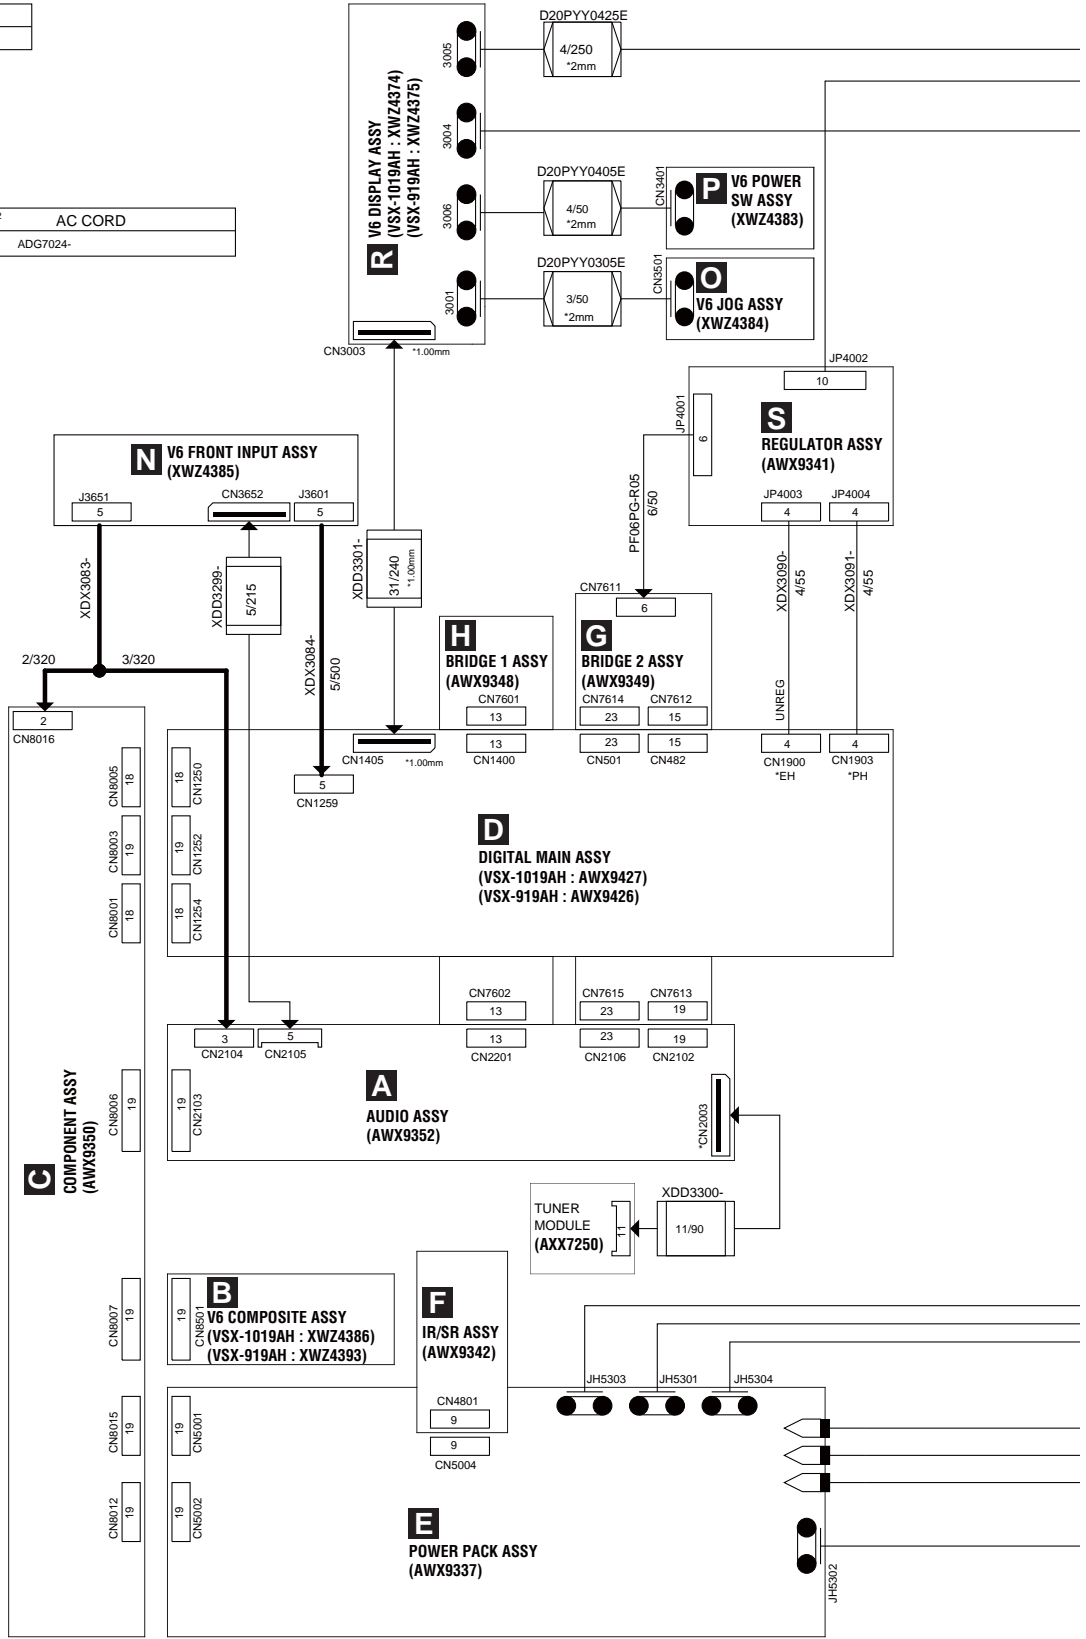 D20PYY0425E
4/250
*2mm
3005
3004
3006
3001
R
V6 DISPLAY ASSY
(VSX-1019AH : XWZ4374)
(VSX-919AH : XWZ4375)
D20PYY0405E
4/50
*2mm
CN3401
P
V6 POWER
SW ASSY
(XWZ4383)
AC CORD
ADG7024-
D20PYY0305E
3/50
*2mm
CN3501
O
V6 JOG ASSY
(XWZ4384)
CN3003
*1.00mm
JP4002
10
JP4001
6
S
REGULATOR ASSY
(AWX9341)
JP4003
4
JP4004
4
N
V6 FRONT INPUT ASSY
(XWZ4385)
J3651
5
CN3652
J3601
5
PF06PG-R05
6/50
XDX3083-
XDD3299-
5/215
XDD3301-
31/240
*1.00mm
XDX3090-
4/55
XDX3091-
4/55
CN7611
6
H
BRIDGE 1 ASSY
(AWX9348)
CN7601
13
G
BRIDGE 2 ASSY
(AWX9349)
CN7614
23
CN7612
15
2/320
3/320
XDX3084-
5/500
UNREG
2
CN8016
CN1405
*1.00mm
13
CN1400
23
CN501
15
CN482
4
CN1900
*EH
4
CN1903
*PH
5
CN1259
CN8005
18
18
CN1250
CN8003
19
19
CN1252
CN8001
18
18
CN1254
D
DIGITAL MAIN ASSY
(VSX-1019AH : AWX9427)
(VSX-919AH : AWX9426)
CN7602
13
CN7615
23
CN7613
19
3
CN2104
5
CN2105
13
CN2201
23
CN2106
19
CN2102
CN8006
19
19
CN2103
A
AUDIO ASSY
(AWX9352)
*CN2003
C
COMPONENT ASSY
(AWX9350)
TUNER
MODULE
(AXX7250)
11
XDD3300-
11/90
CN8007
19
19
CN8501
B
V6 COMPOSITE ASSY
(VSX-1019AH : XWZ4386)
(VSX-919AH : XWZ4393)
F
IR/SR ASSY
(AWX9342)
CN4801
9
9
CN5004
JH5303
JH5301
JH5304
CN8015
19
19
CN5001
CN8012
19
19
CN5002
E
POWER PACK ASSY
(AWX9337)
JH5302